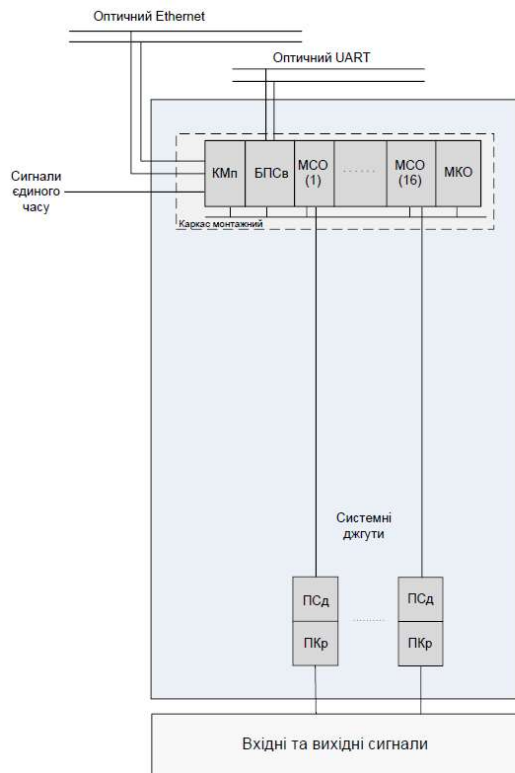 Оптичний Ethernet
Оптичний UART
Сигнали
єдиного
часу
КМп
БПСв
МСО
(1)
......
МСО
(16)
МКО
Каркас монтажний
Системні
джгути
ПСд
ПКр
..........
ПСд
ПКр
Вхідні та вихідні сигнали